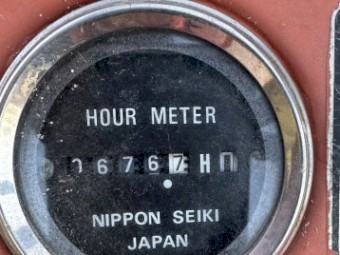 HOUR METER
06767 H
NIPPON SEIKI
JAPAN